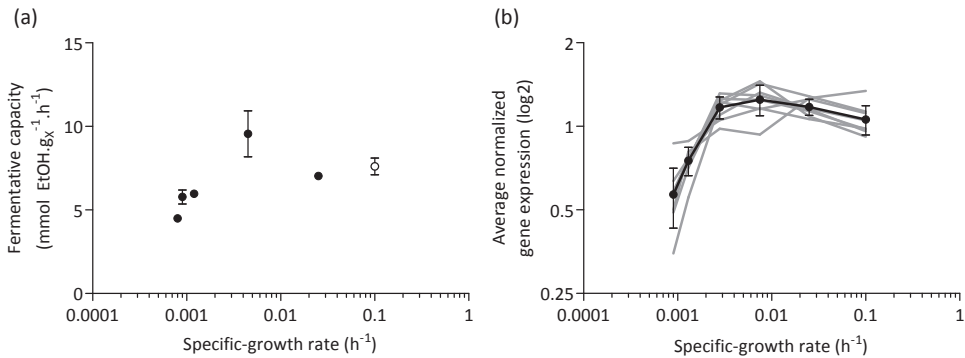 (a)
Fermentative capacity
(mmol EtOH.gₓ⁻¹.h⁻¹)
15
10
5
0
0.0001
0.001
0.01
0.1
1
Specific-growth rate (h⁻¹)
(b)
Average normalized
gene expression (log2)
2
1
0.5
0.25
0.0001
0.001
0.01
0.1
1
Specific-growth rate (h⁻¹)